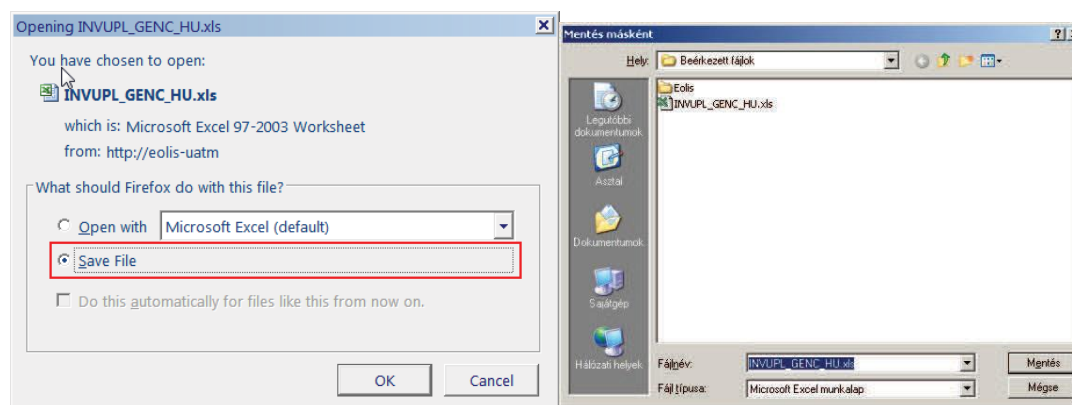 Opening INVUPL_GENC_HU.xls
You have chosen to open:
INVUPL_GENC_HU.xls
which is: Microsoft Excel 97-2003 Worksheet
from: http://eolis-uatm
What should Firefox do with this file?
Open with Microsoft Excel (default)
Save File
Do this automatically for files like this from now on.
OK Cancel
Mentés másként
Hely: Beérkezett fájlok
Eolis
INVUPL_GENC_HU.xls
Legutóbbi
dokumentumok
Asztal
Dokumentumok
Sajátgép
Hálózati helyek
Fájlnév: INVUPL_GENC_HU.xls Mentés
Fájl típusa: Microsoft Excel munkalap Mégse